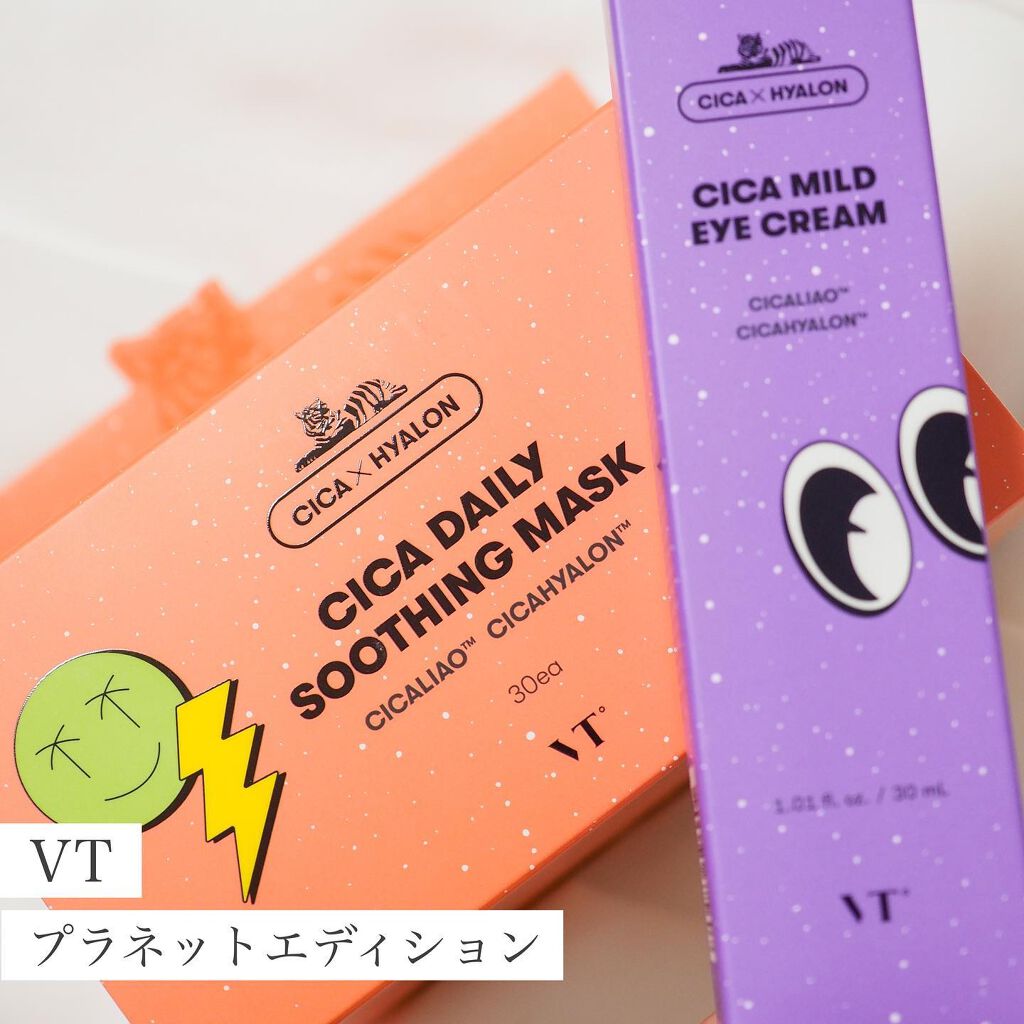 CICA×HYALON
CICA DAILY
SOOTHING MASK
CICALIAO™ CICAHYALON™
30ea
VT°
CICA×HYALON
CICA MILD
EYE CREAM
CICALIAO™
CICAHYALON™
1.01 fl. oz. / 30 mL
VT°
VT
プラネットエディション